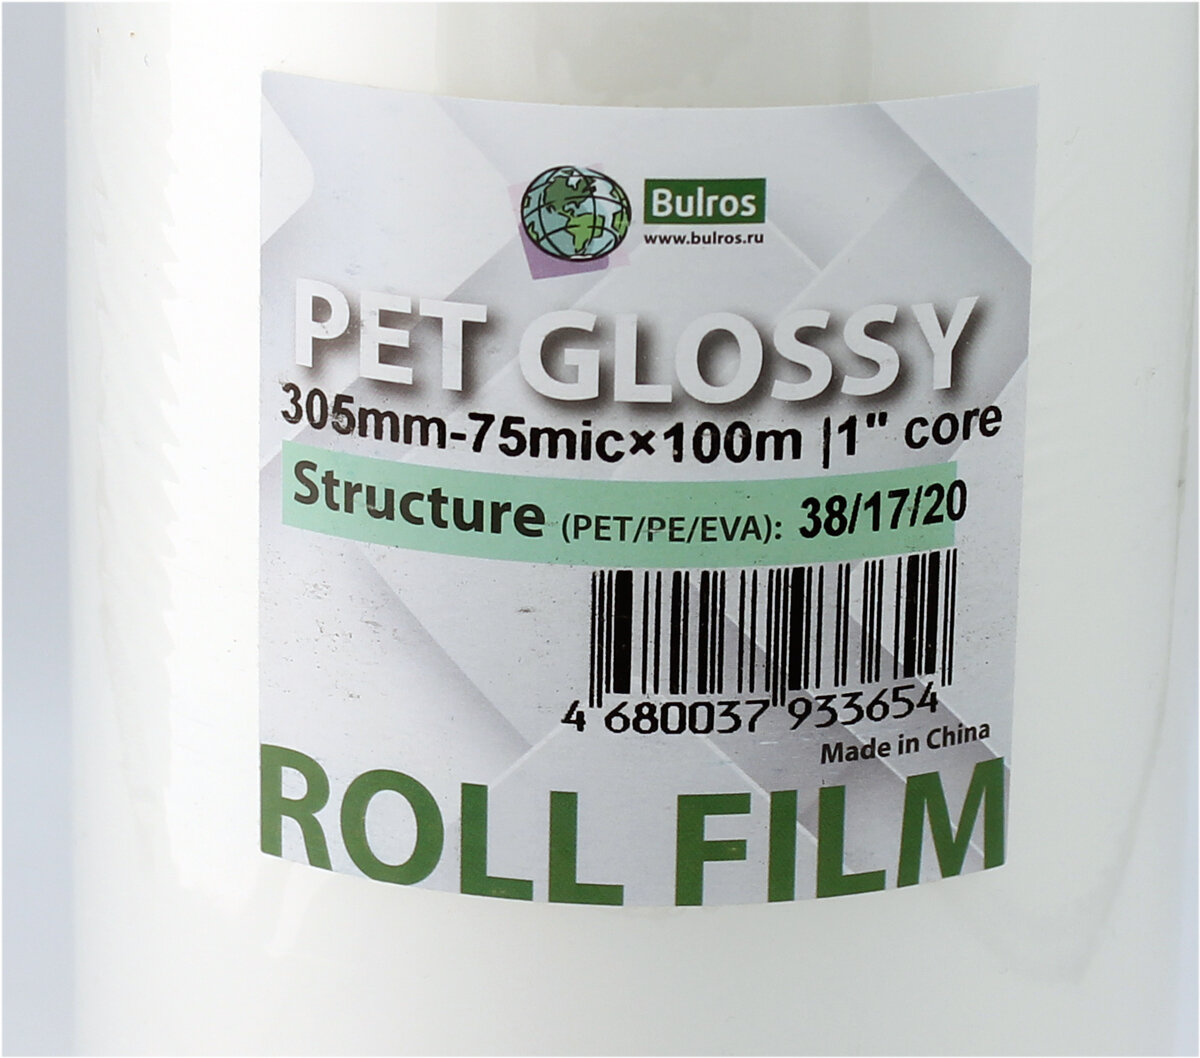 Bulros
www.bulros.ru
PET GLOSSY
305mm-75mic×100m |1" core
Structure (PET/PE/EVA): 38/17/20
4 680037 933654
Made in China
ROLL FILM